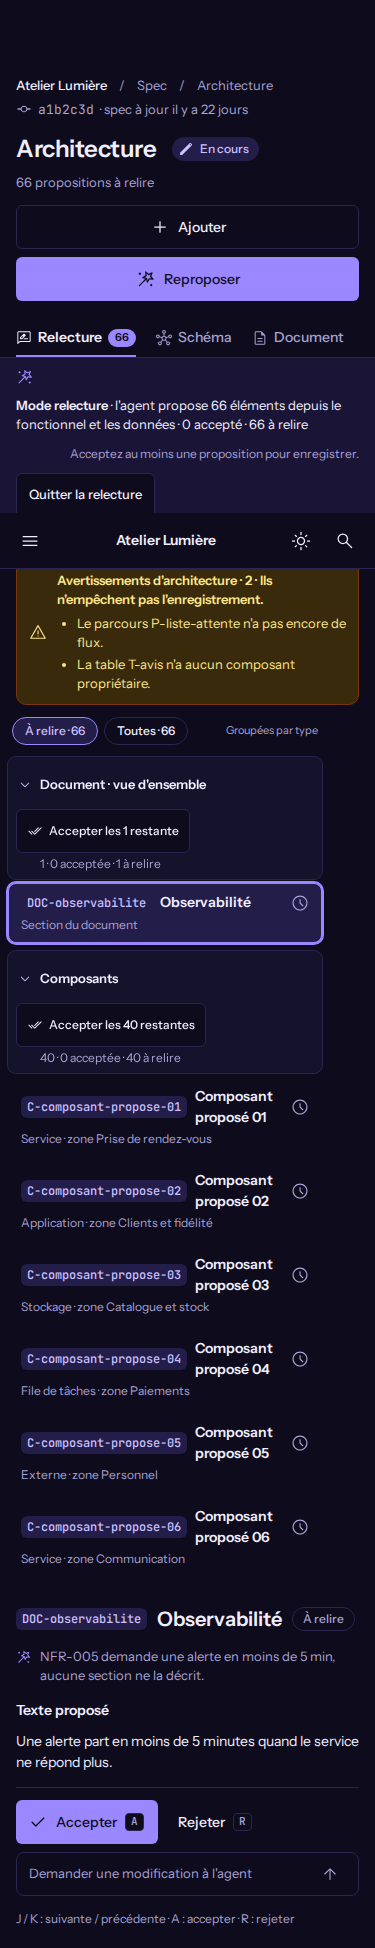 Atelier Lumière / Spec / Architecture
a1b2c3d · spec à jour il y a 22 jours
Architecture En cours
66 propositions à relire
Ajouter
Reproposer
Relecture 66 Schéma Document
Mode relecture · l'agent propose 66 éléments depuis le
fonctionnel et les données · 0 accepté · 66 à relire
Acceptez au moins une proposition pour enregistrer.
Quitter la relecture
Atelier Lumière
Avertissements d'architecture · 2 · Ils
n'empêchent pas l'enregistrement.
• Le parcours P-liste-attente n'a pas encore de
flux.
• La table T-avis n'a aucun composant
propriétaire.
À relire · 66 Toutes · 66 Groupées par type
Document · vue d'ensemble
Accepter les 1 restante
1 · 0 acceptée · 1 à relire
DOC-observabilite Observabilité
Section du document
Composants
Accepter les 40 restantes
40 · 0 acceptée · 40 à relire
C-composant-propose-01 Composant
proposé 01
Service · zone Prise de rendez-vous
C-composant-propose-02 Composant
proposé 02
Application · zone Clients et fidélité
C-composant-propose-03 Composant
proposé 03
Stockage · zone Catalogue et stock
C-composant-propose-04 Composant
proposé 04
File de tâches · zone Paiements
C-composant-propose-05 Composant
proposé 05
Externe · zone Personnel
C-composant-propose-06 Composant
proposé 06
Service · zone Communication
DOC-observabilite Observabilité À relire
NFR-005 demande une alerte en moins de 5 min,
aucune section ne la décrit.
Texte proposé
Une alerte part en moins de 5 minutes quand le service
ne répond plus.
Accepter A Rejeter R
Demander une modification à l'agent
J / K : suivante / précédente · A : accepter · R : rejeter